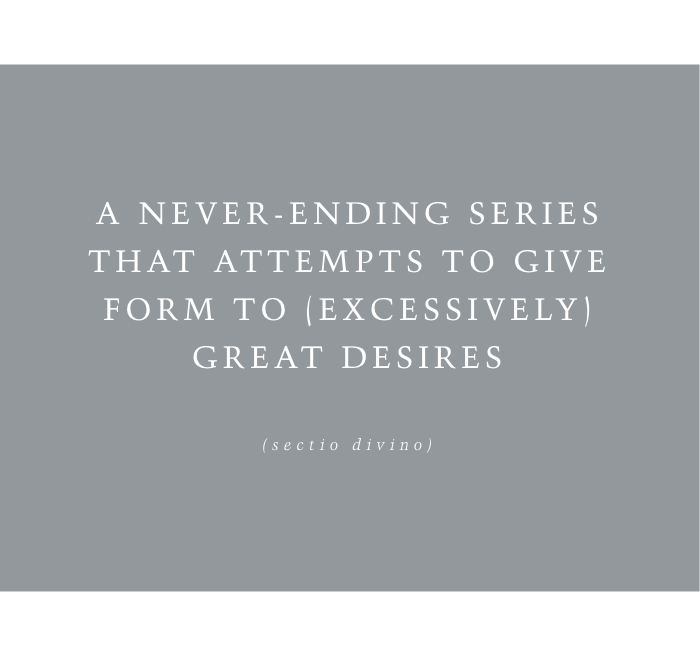 A NEVER-ENDING SERIES
THAT ATTEMPTS TO GIVE
FORM TO (EXCESSIVELY)
GREAT DESIRES
(sectio divino)